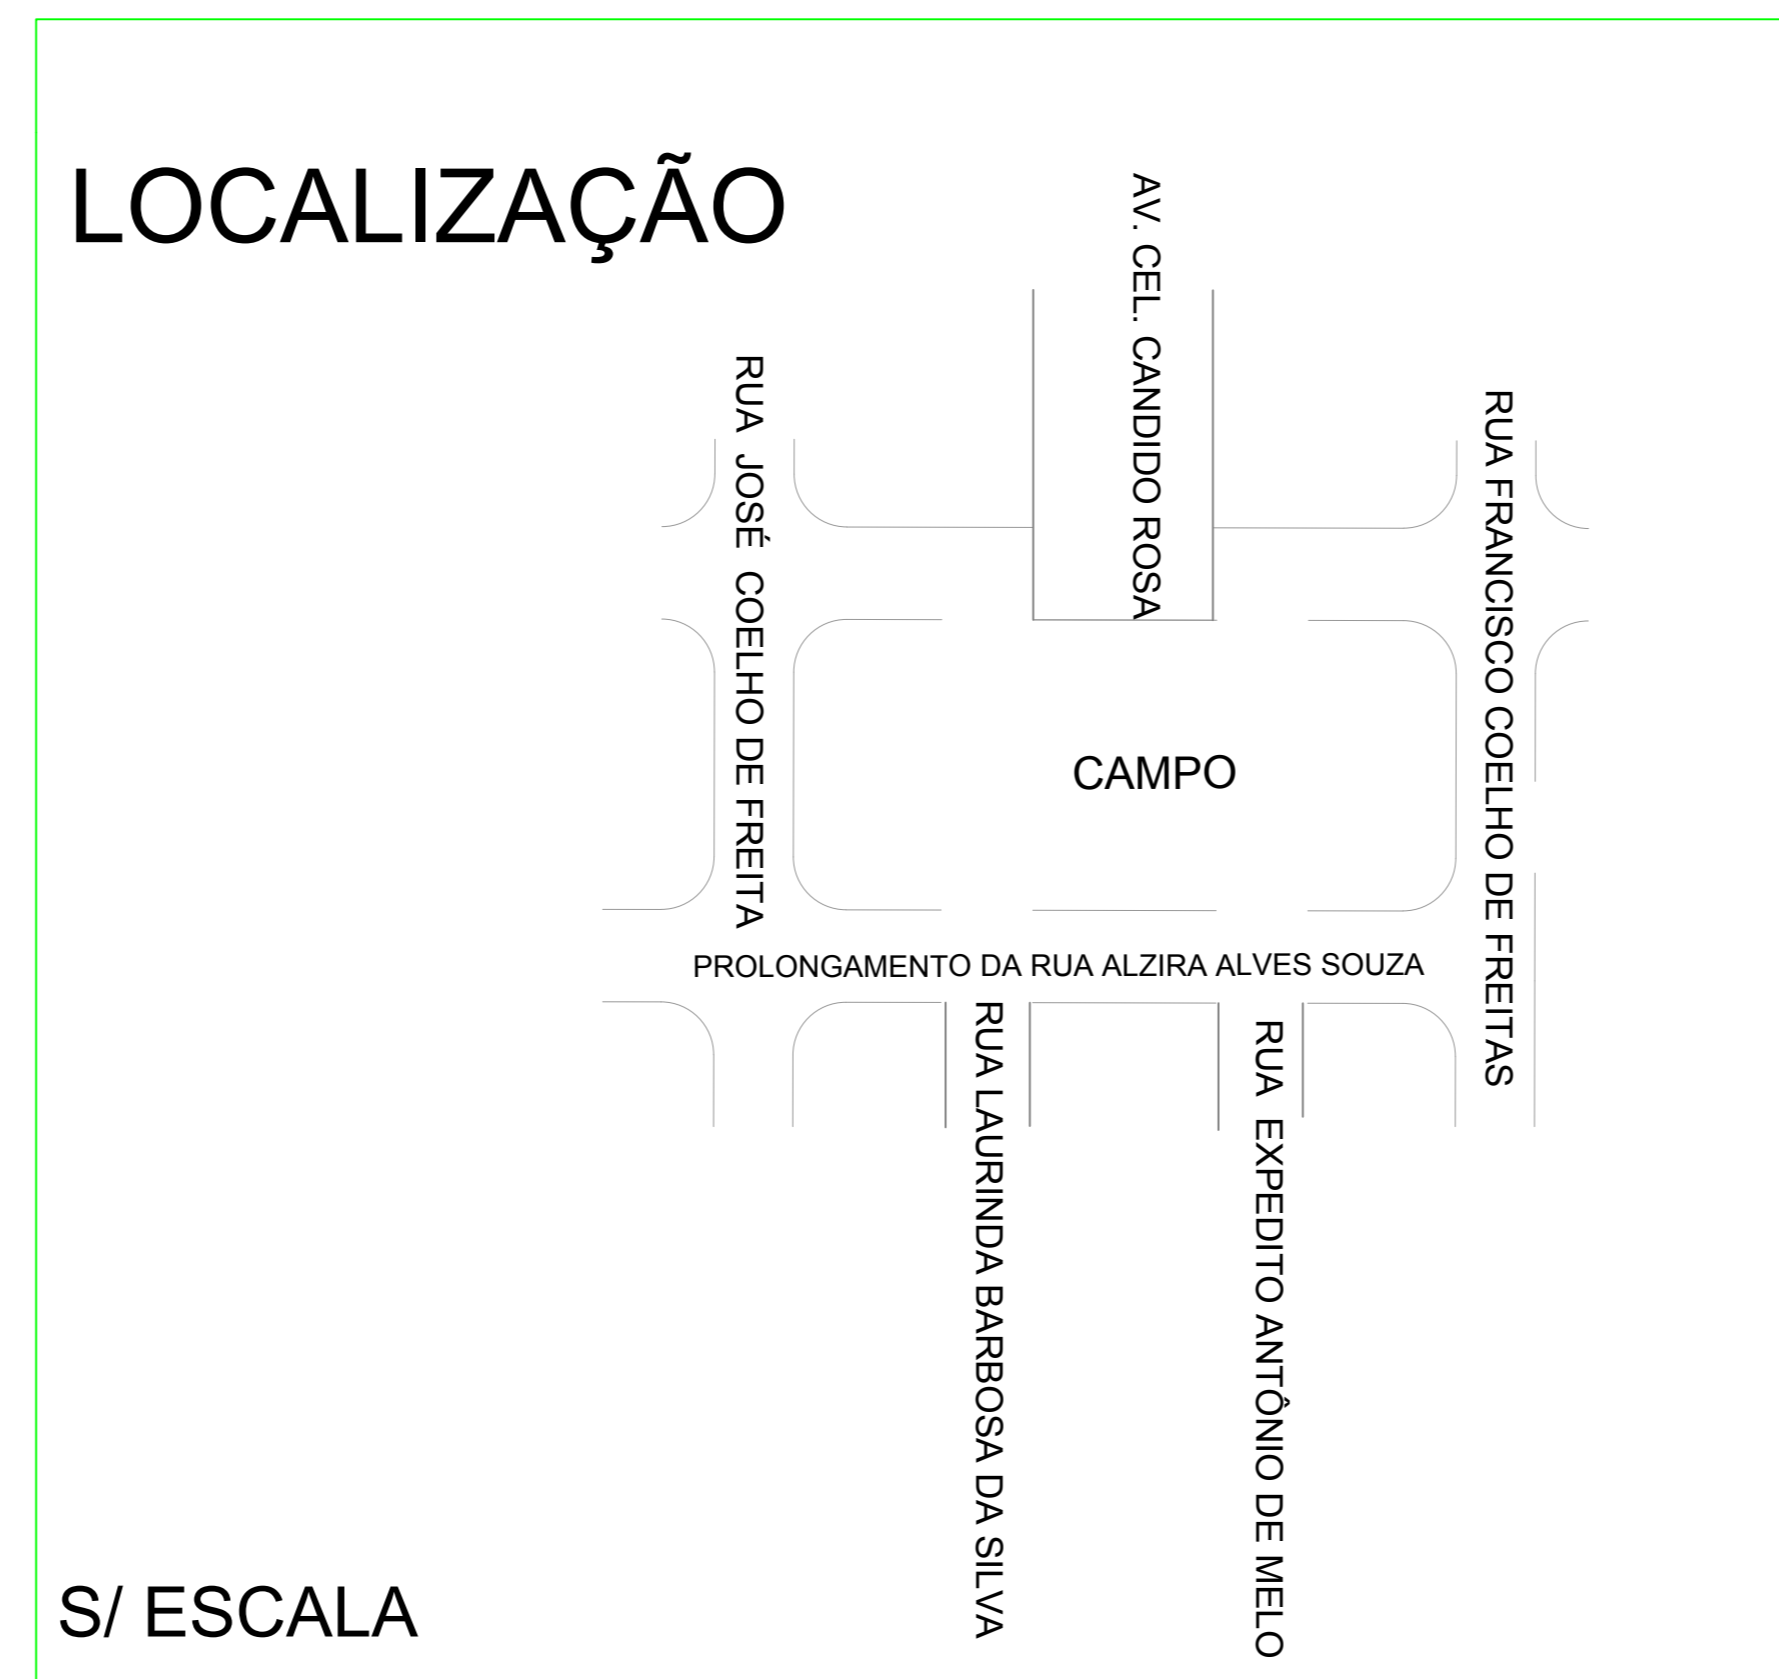 LOCALIZAÇÃO
AV. CEL. CANDIDO ROSA
RUA JOSÉ COELHO DE FREITA
RUA FRANCISCO COELHO DE FREITAS
CAMPO
PROLONGAMENTO DA RUA ALZIRA ALVES SOUZA
RUA LAURINDA BARBOSA DA SILVA
RUA EXPEDITO ANTÔNIO DE MELO
S/ ESCALA